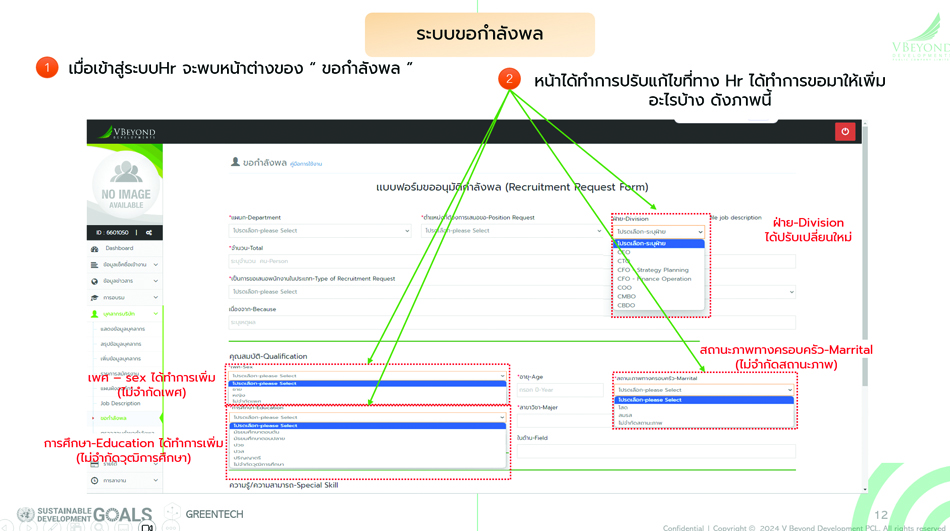 ระบบขอกำลังพล
VBEYOND
DEVELOPMENT
1 เมื่อเข้าสู่ระบบHr จะพบหน้าต่างของ “ ขอกำลังพล ”
2 หน้าได้ทำการปรับแก้ไขที่ทาง Hr ได้ทำการขอมาให้เพิ่ม
อะไรบ้าง ดังภาพนี้
VBEYOND
DEVELOPMENT
ขอกำลังพล คู่มือการใช้งาน
NO IMAGE
AVAILABLE
แบบฟอร์มขออนุมัติกำลังพล (Recruitment Request Form)
*แผนก-Department
*ตำแหน่งที่ต้องการเสนอขอ-Position Request
ฝ่าย-Division
job description
โปรดเลือก-please Select
โปรดเลือก-please Select
โปรดเลือก-ระบุฝ่าย
ฝ่าย-Division
ได้ปรับเปลี่ยนใหม่
ID : 6601050
โปรดเลือก-ระบุฝ่าย
CEO
CTO
CFO - Strategy Planning
CFO - Finance Operation
COO
CMBO
CBDO
Dashboard
*จำนวน-Total
ระบุจำนวน คน-Person
ข้อมูลข่าวสาร
การอบรม
*เป็นการขอเสนอพนักงานในประเภท-Type of Recruitment Request
โปรดเลือก-please Select
บุคลากรบริษัท
แสดงข้อมูลบุคลากร
สรุปข้อมูลบุคลากร
เพิ่มข้อมูลบุคลากร
เนื่องจาก-Because
ระบุเหตุผล
คุณสมบัติ-Qualification
สถานะภาพทางครอบครัว-Marrital
(ไม่จำกัดสถานะภาพ)
เพศ – sex ได้ทำการเพิ่ม
(ไม่จำกัดเพศ)
*เพศ-Sex
โปรดเลือก-please Select
โปรดเลือก-please Select
ชาย
หญิง
ไม่จำกัดเพศ
*อายุ-Age
กรอก ปี-Year
*สถานะภาพทางครอบครัว-Marrital
โปรดเลือก-please Select
โปรดเลือก-please Select
โสด
สมรส
ไม่จำกัดสถานะภาพ
Job Description
ขอกำลังพล
*การศึกษา-Education
โปรดเลือก-please Select
โปรดเลือก-please Select
มัธยมศึกษาตอนต้น
มัธยมศึกษาตอนปลาย
ปวช
ปวส
ปริญญาตรี
ไม่จำกัดวุฒิการศึกษา
*สาขาวิชา-Majer
ในด้าน-Field
การศึกษา-Education ได้ทำการเพิ่ม
(ไม่จำกัดวุฒิการศึกษา)
การลางาน
ความรู้/ความสามารถ-Special Skill
SUSTAINABLE
DEVELOPMENT GOALS
GREENTECH
12
Confidential | Copyright © 2024 V Beyond Development PCL. All rights Reserved